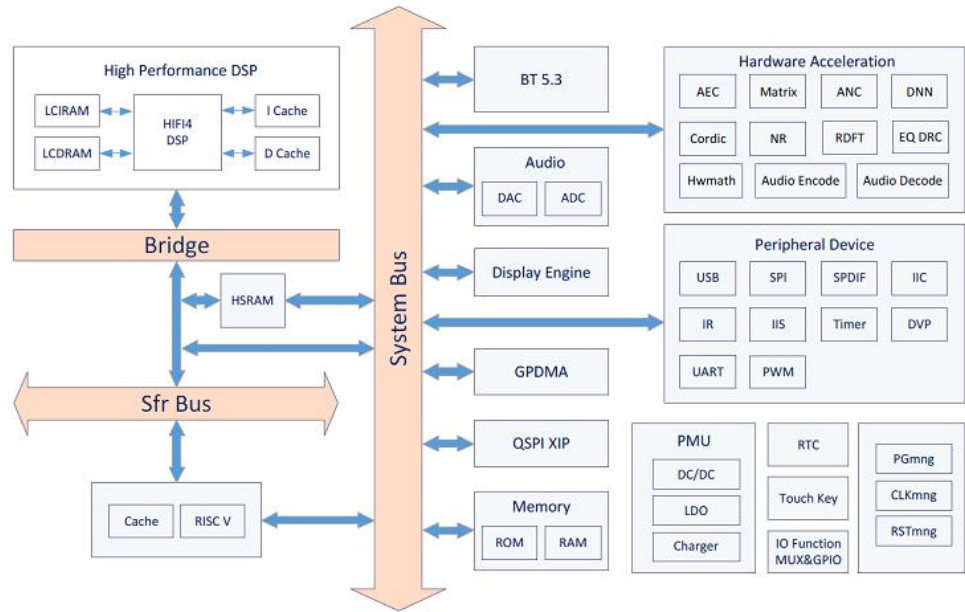 High Performance DSP
LCIRAM
HIFI4
DSP
I Cache
LCDRAM
D Cache
Bridge
HSRAM
Sfr Bus
Cache
RISC V
System Bus
BT 5.3
Audio
DAC
ADC
Display Engine
GPDMA
QSPI XIP
Memory
ROM
RAM
Hardware Acceleration
AEC
Matrix
ANC
DNN
Cordic
NR
RDFT
EQ DRC
Hwmath
Audio Encode
Audio Decode
Peripheral Device
USB
SPI
SPDIF
IIC
IR
IIS
Timer
DVP
UART
PWM
PMU
DC/DC
LDO
Charger
RTC
Touch Key
IO Function
MUX&GPIO
PGmng
CLKmng
RSTmng